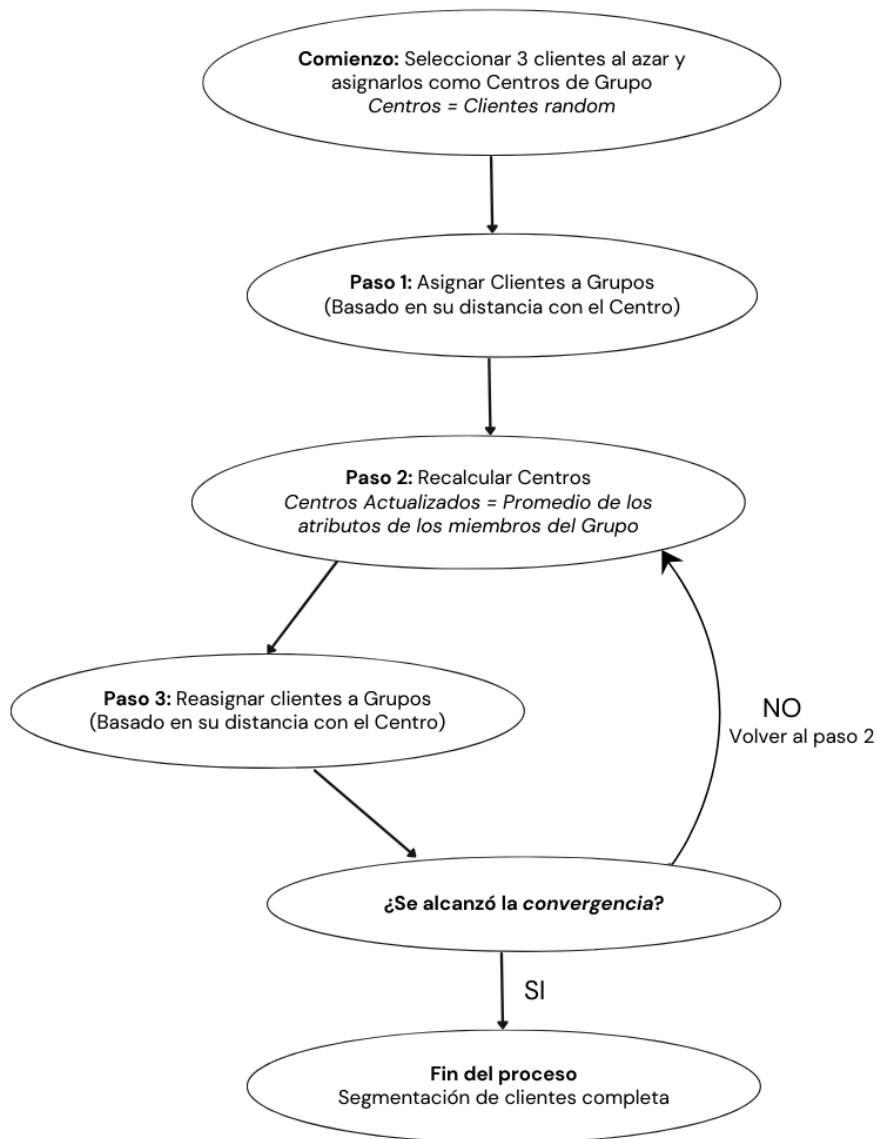 Comienzo: Seleccionar 3 clientes al azar y
asignarlos como Centros de Grupo
Centros = Clientes random
Paso 1: Asignar Clientes a Grupos
(Basado en su distancia con el Centro)
Paso 2: Recalcular Centros
Centros Actualizados = Promedio de los
atributos de los miembros del Grupo
Paso 3: Reasignar clientes a Grupos
(Basado en su distancia con el Centro)
NO
Volver al paso 2
¿Se alcanzó la convergencia?
SI
Fin del proceso
Segmentación de clientes completa